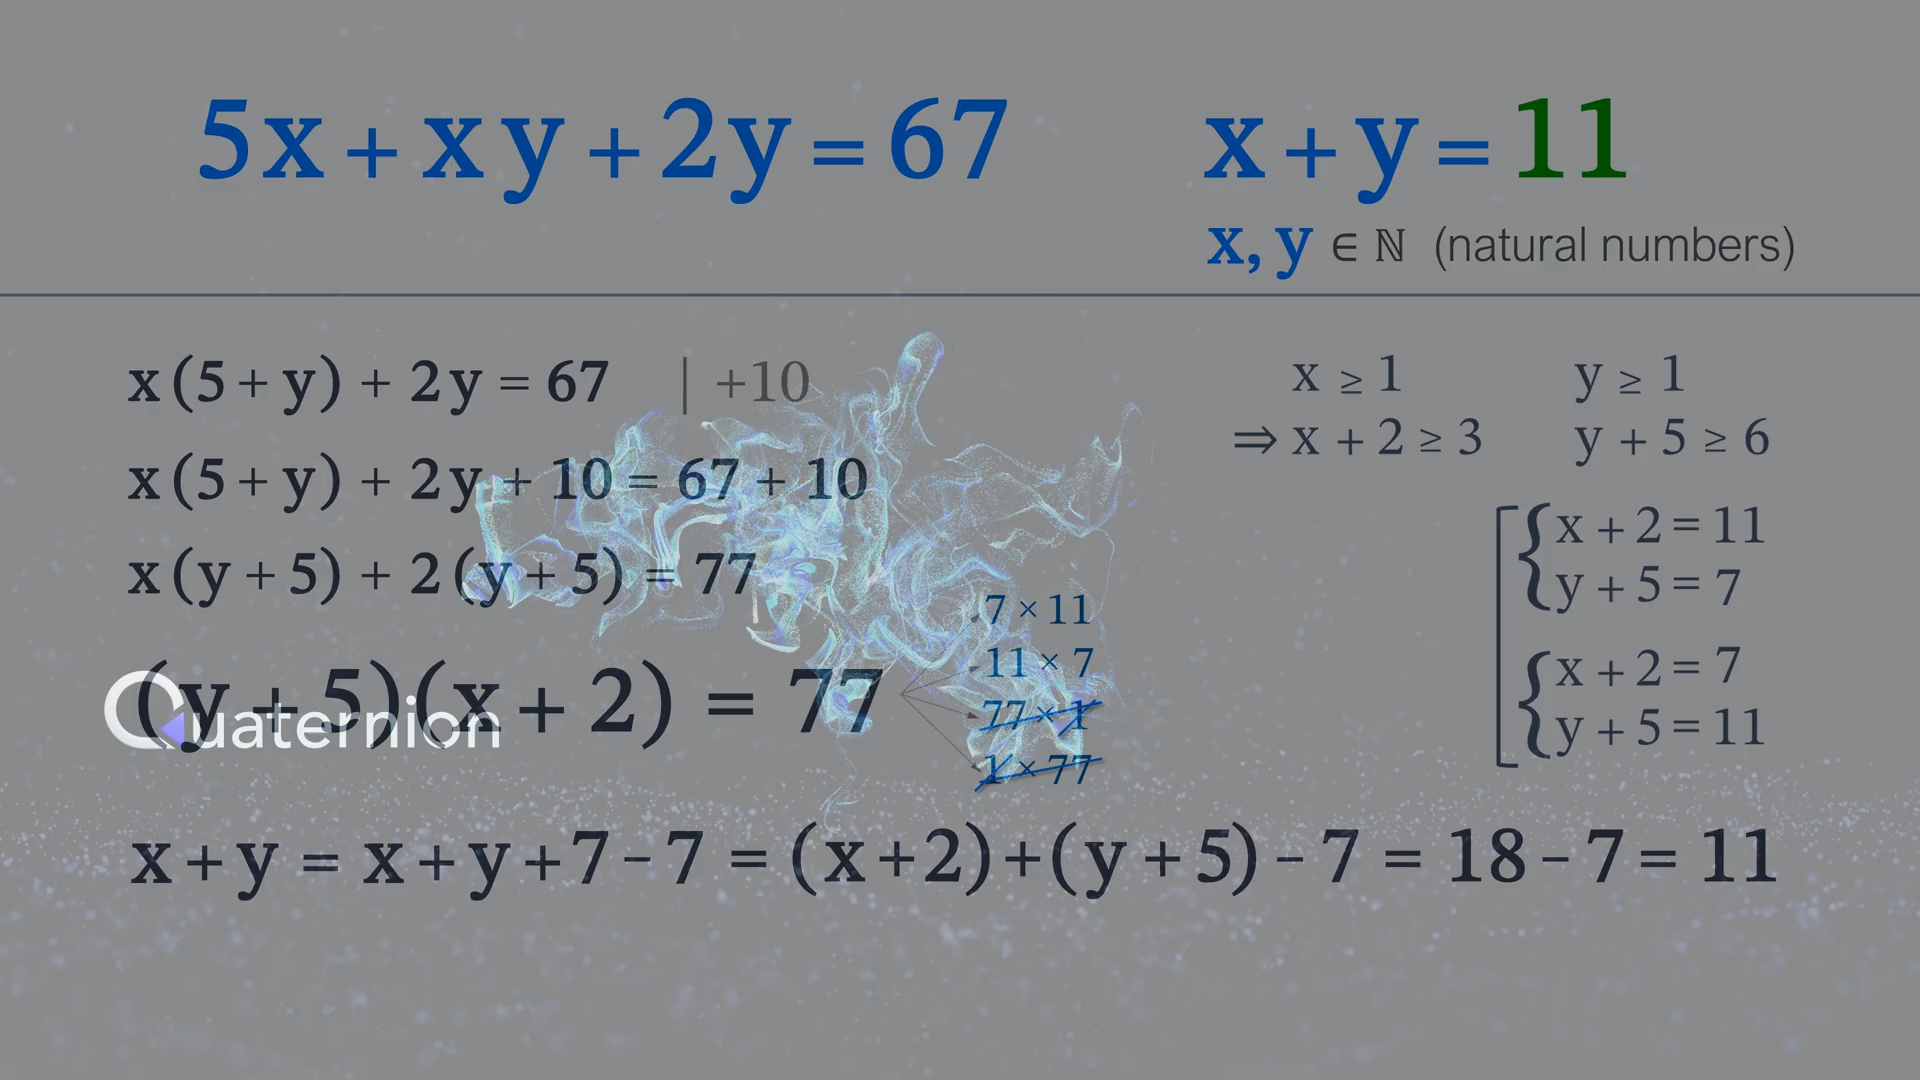 5x + xy + 2y = 67
x + y = 11
x, y ∈ ℕ (natural numbers)
x(5 + y) + 2y = 67 | +10
x(5 + y) + 2y + 10 = 67 + 10
x(y + 5) + 2(y + 5) = 77
(y + 5)(x + 2) = 77
7 × 11
11 × 7
77 × 1
1 × 77
Quaternion
x ≥ 1 y ≥ 1
⇒ x + 2 ≥ 3 y + 5 ≥ 6
x + 2 = 11
y + 5 = 7
x + 2 = 7
y + 5 = 11
x + y = x + y + 7 - 7 = (x + 2) + (y + 5) - 7 = 18 - 7 = 11